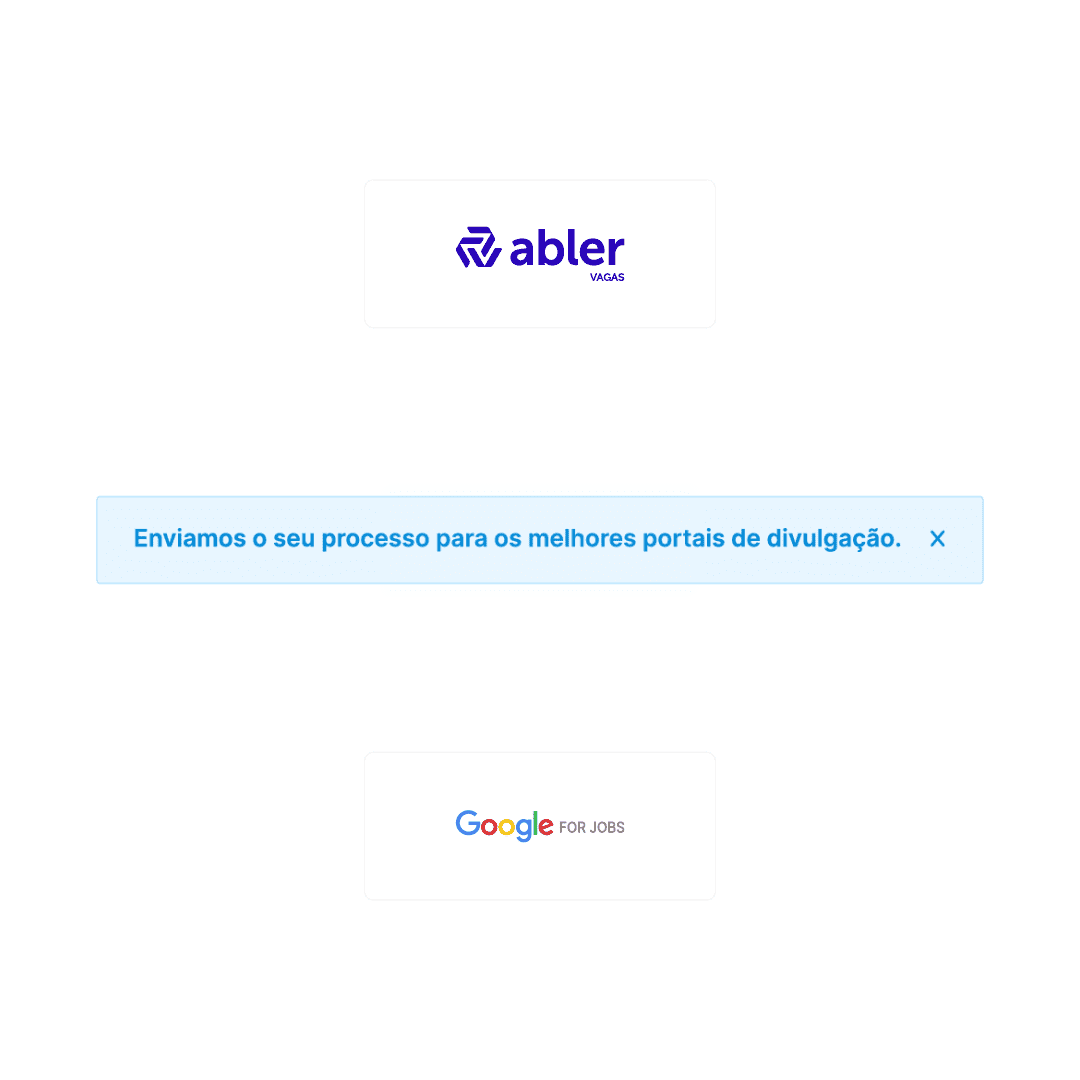 abler
VAGAS
Enviamos o seu processo para os melhores portais de divulgação. X
Google FOR JOBS